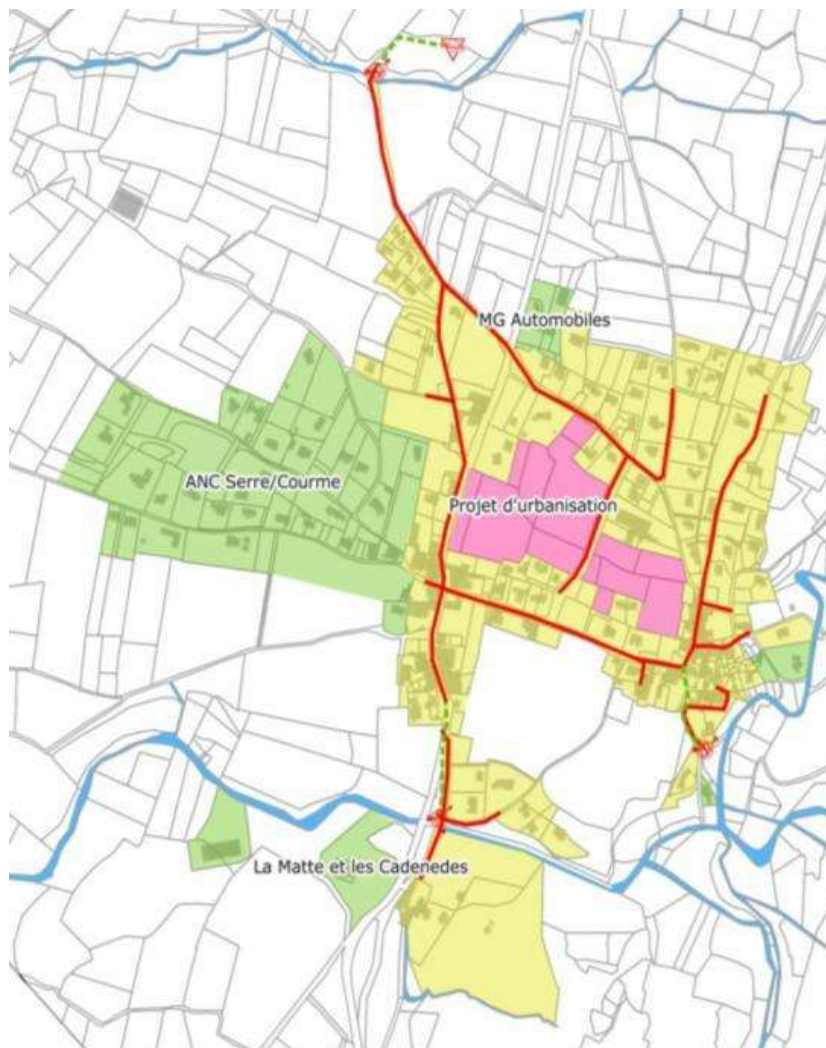 MG Automobiles
ANC Serre/Courme
Projet d'urbanisation
La Matte et les Cadenedes